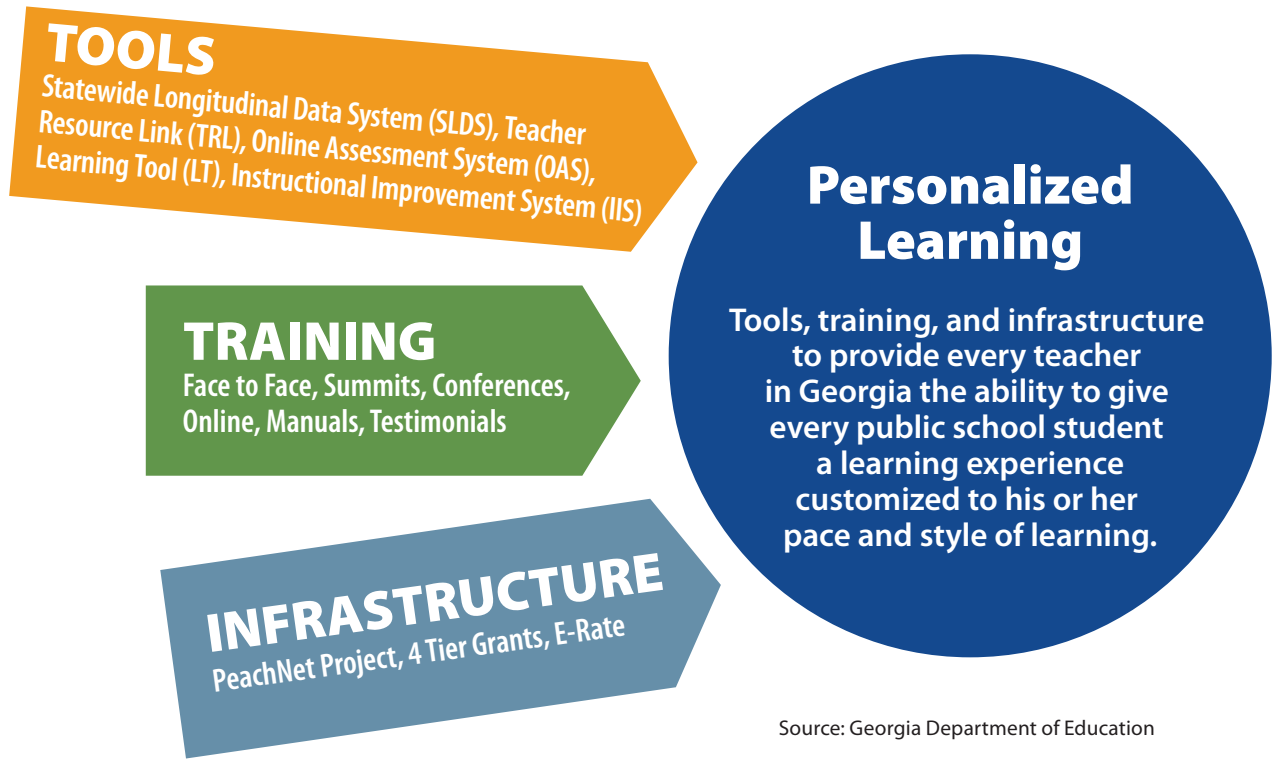 TOOLS
Statewide Longitudinal Data System (SLDS), Teacher
Resource Link (TRL), Online Assessment System (OAS),
Learning Tool (LT), Instructional Improvement System (IIS)
TRAINING
Face to Face, Summits, Conferences,
Online, Manuals, Testimonials
INFRASTRUCTURE
PeachNet Project, 4 Tier Grants, E-Rate
Personalized
Learning
Tools, training, and infrastructure
to provide every teacher
in Georgia the ability to give
every public school student
a learning experience
customized to his or her
pace and style of learning.
Source: Georgia Department of Education